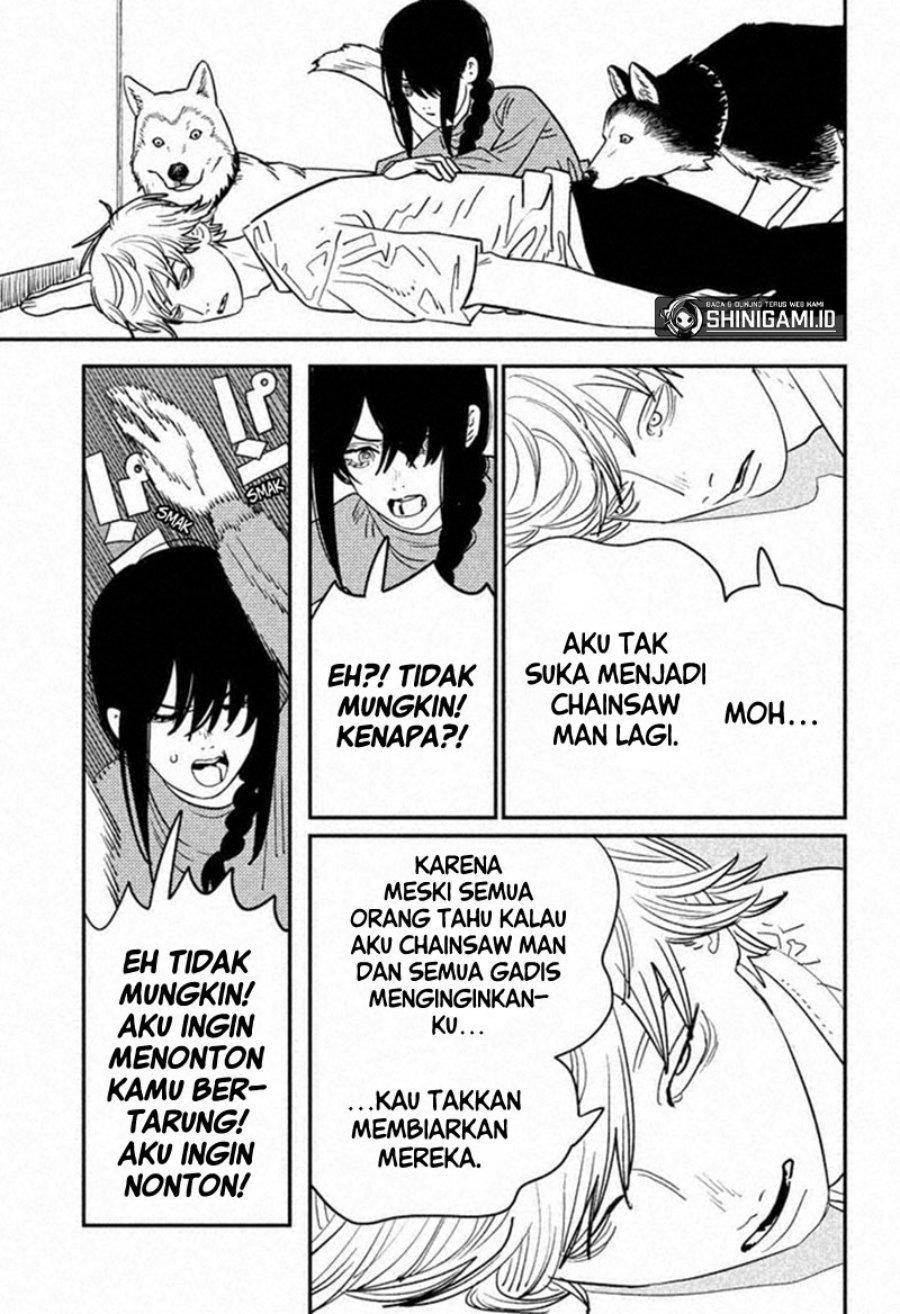 BACA & DUKUNG TERUS WEB KAMI
SHINIGAMI.ID
MOH...
AKU TAK
SUKA MENJADI
CHAINSAW
MAN LAGI.
EH?! TIDAK
MUNGKIN!
KENAPA?!
SMAK
SMAK
EH TIDAK
MUNGKIN!
AKU INGIN
MENONTON
KAMU BER-
TARUNG!
AKU INGIN
NONTON!
KARENA
MESKI SEMUA
ORANG TAHU KALAU
AKU CHAINSAW MAN
DAN SEMUA GADIS
MENGINGINKAN-
KU...
...KAU TAKKAN
MEMBIARKAN
MEREKA.